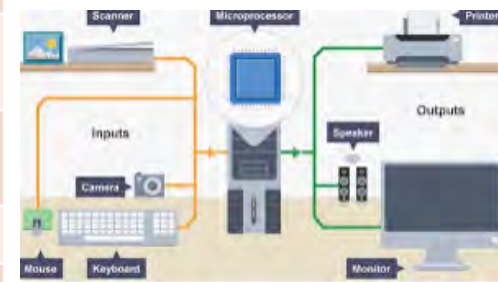 Scanner
Microprocessor
Printer
Inputs
Outputs
Speaker
Camera
Mouse
Keyboard
Monitor